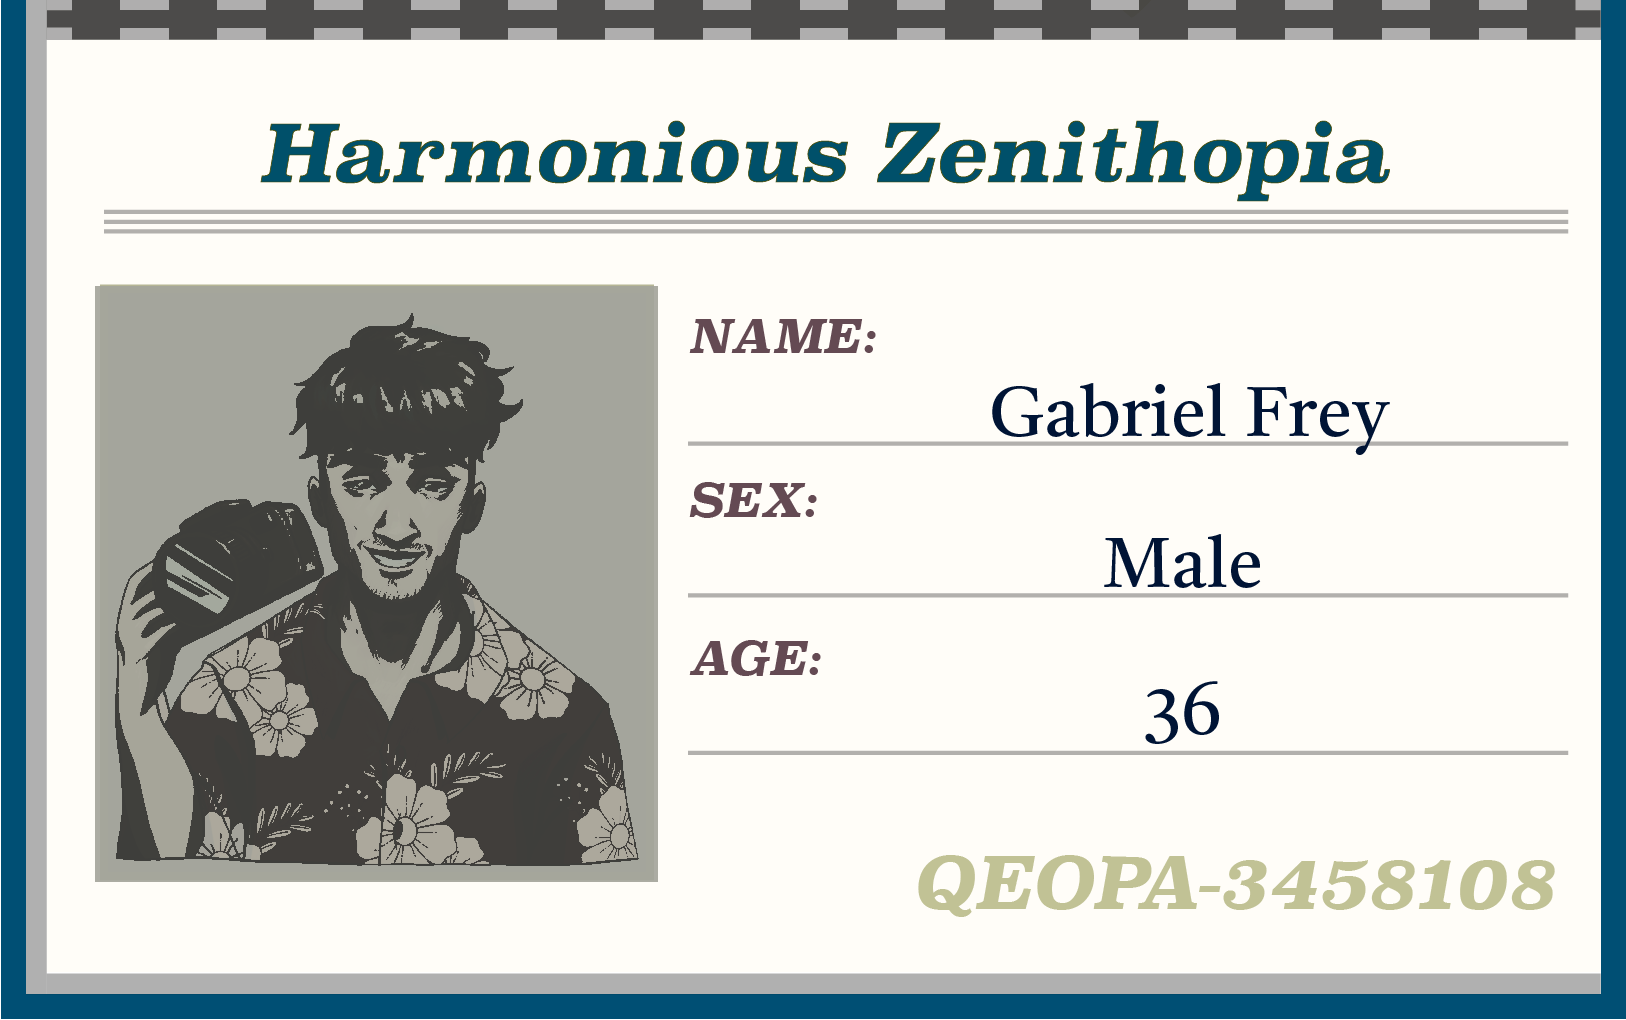 Harmonious Zenithopia
NAME:
Gabriel Frey
SEX:
Male
AGE:
36
QEOPA-3458108